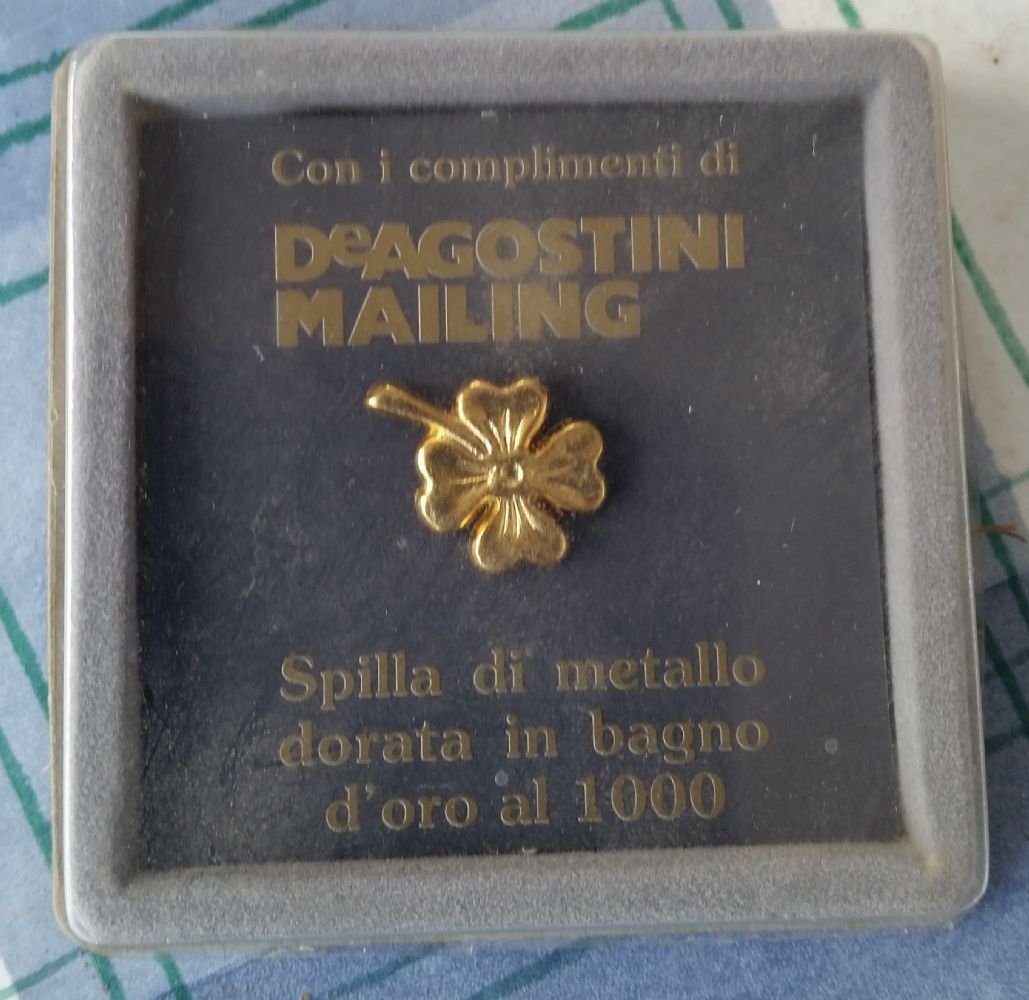 Con i complimenti di
DeAGOSTINI
MAILING
Spilla di metallo
dorata in bagno
d'oro al 1000